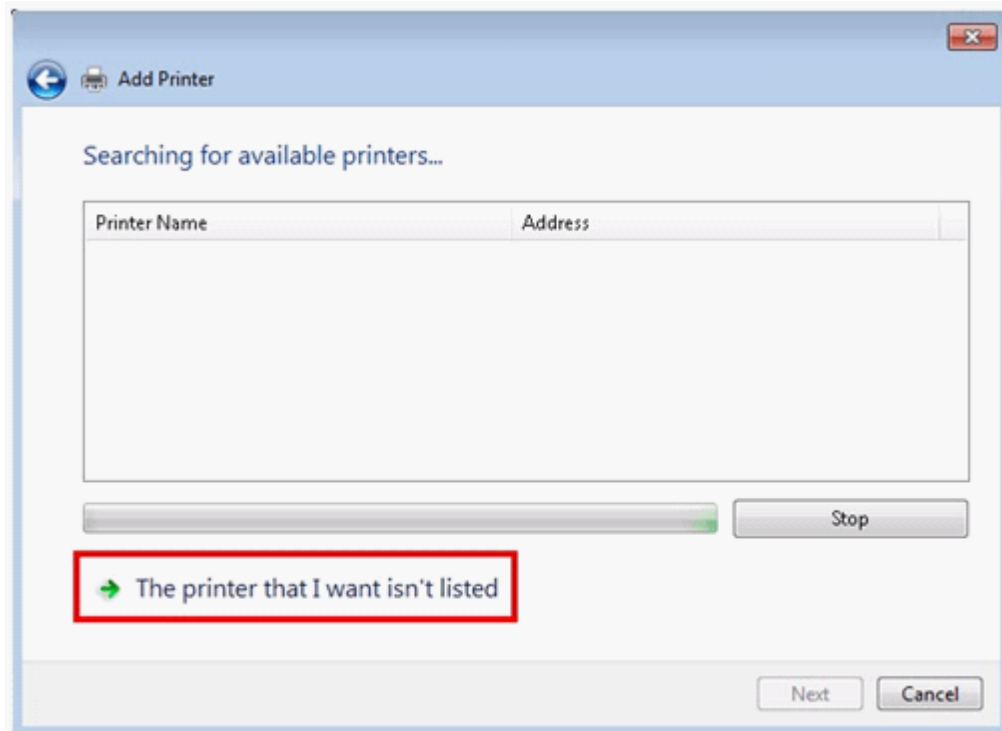 Add Printer
Searching for available printers...
Printer Name Address
Stop
The printer that I want isn't listed
Next Cancel